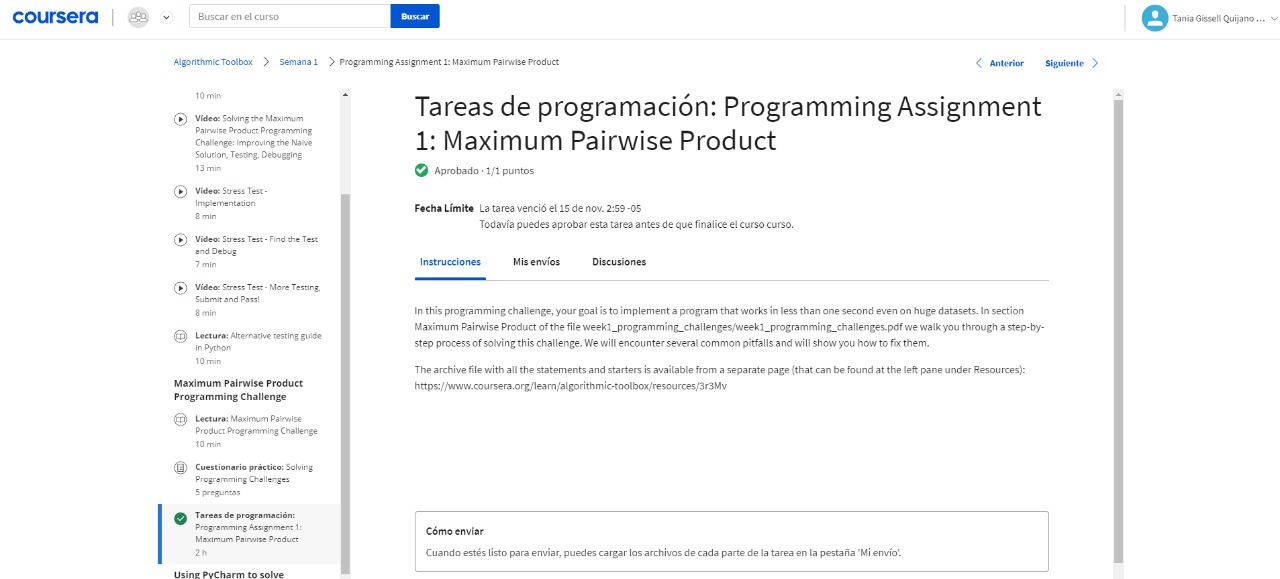 coursera
Buscar en el curso
Buscar
Tania Gissell Quijano ...
Algorithmic Toolbox
Semana 1
Programming Assignment 1: Maximum Pairwise Product
Anterior
Siguiente
10 min
Vídeo: Solving the Maximum
Pairwise Product Programming
Challenge: Improving the Naive
Solution, Testing, Debugging
13 min
Vídeo: Stress Test -
Implementation
8 min
Vídeo: Stress Test - Find the Test
and Debug
7 min
Vídeo: Stress Test - More Testing,
Submit and Pass!
8 min
Lectura: Alternative testing guide
in Python
10 min
Maximum Pairwise Product
Programming Challenge
Lectura: Maximum Pairwise
Product Programming Challenge
10 min
Cuestionario práctico: Solving
Programming Challenges
5 preguntas
Tareas de programación:
Programming Assignment 1:
Maximum Pairwise Product
2 h
Using PyCharm to solve
Tareas de programación: Programming Assignment
1: Maximum Pairwise Product
Aprobado · 1/1 puntos
Fecha Límite La tarea venció el 15 de nov. 2:59 -05
Todavía puedes aprobar esta tarea antes de que finalice el curso curso.
Instrucciones
Mis envíos
Discusiones
In this programming challenge, your goal is to implement a program that works in less than one second even on huge datasets. In section
Maximum Pairwise Product of the file week1_programming_challenges/week1_programming_challenges.pdf we walk you through a step-by-
step process of solving this challenge. We will encounter several common pitfalls and will show you how to fix them.
The archive file with all the statements and starters is available from a separate page (that can be found at the left pane under Resources):
https://www.coursera.org/learn/algorithmic-toolbox/resources/3r3Mv
Cómo enviar
Cuando estés listo para enviar, puedes cargar los archivos de cada parte de la tarea en la pestaña 'Mi envío'.